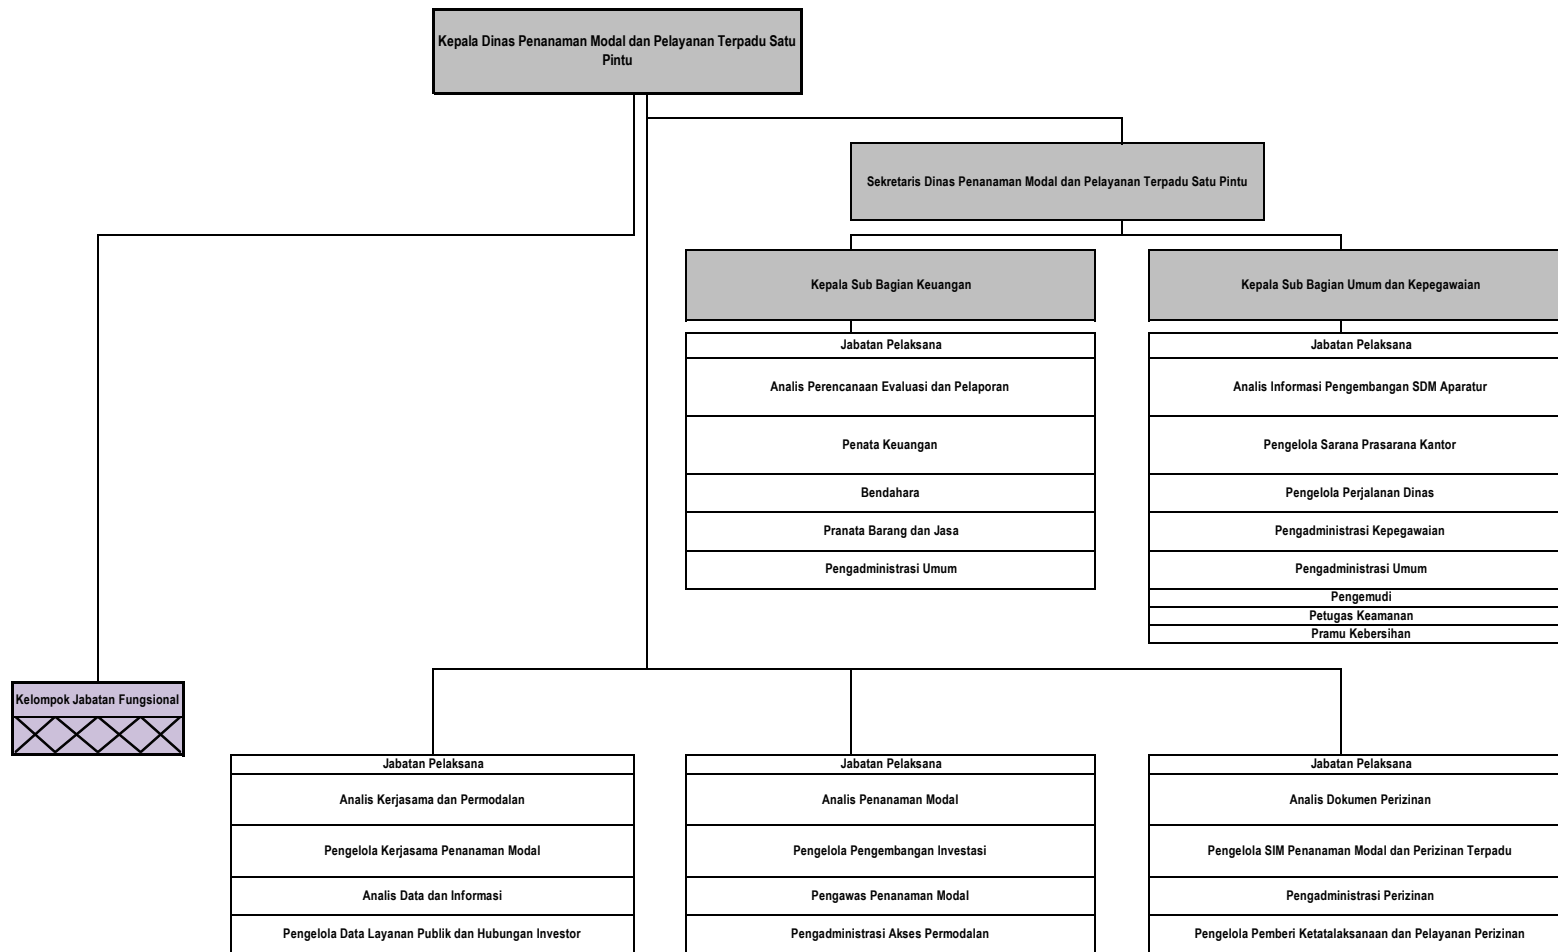 Kepala Dinas Penanaman Modal dan Pelayanan Terpadu Satu
Pintu
Sekretaris Dinas Penanaman Modal dan Pelayanan Terpadu Satu Pintu
Kepala Sub Bagian Keuangan
Jabatan Pelaksana
Analis Perencanaan Evaluasi dan Pelaporan
Penata Keuangan
Bendahara
Pranata Barang dan Jasa
Pengadministrasi Umum
Kepala Sub Bagian Umum dan Kepegawaian
Jabatan Pelaksana
Analis Informasi Pengembangan SDM Aparatur
Pengelola Sarana Prasarana Kantor
Pengelola Perjalanan Dinas
Pengadministrasi Kepegawaian
Pengadministrasi Umum
Pengemudi
Petugas Keamanan
Pramu Kebersihan
Kelompok Jabatan Fungsional
Jabatan Pelaksana
Analis Kerjasama dan Permodalan
Pengelola Kerjasama Penanaman Modal
Analis Data dan Informasi
Pengelola Data Layanan Publik dan Hubungan Investor
Jabatan Pelaksana
Analis Penanaman Modal
Pengelola Pengembangan Investasi
Pengawas Penanaman Modal
Pengadministrasi Akses Permodalan
Jabatan Pelaksana
Analis Dokumen Perizinan
Pengelola SIM Penanaman Modal dan Perizinan Terpadu
Pengadministrasi Perizinan
Pengelola Pemberi Ketatalaksanaan dan Pelayanan Perizinan